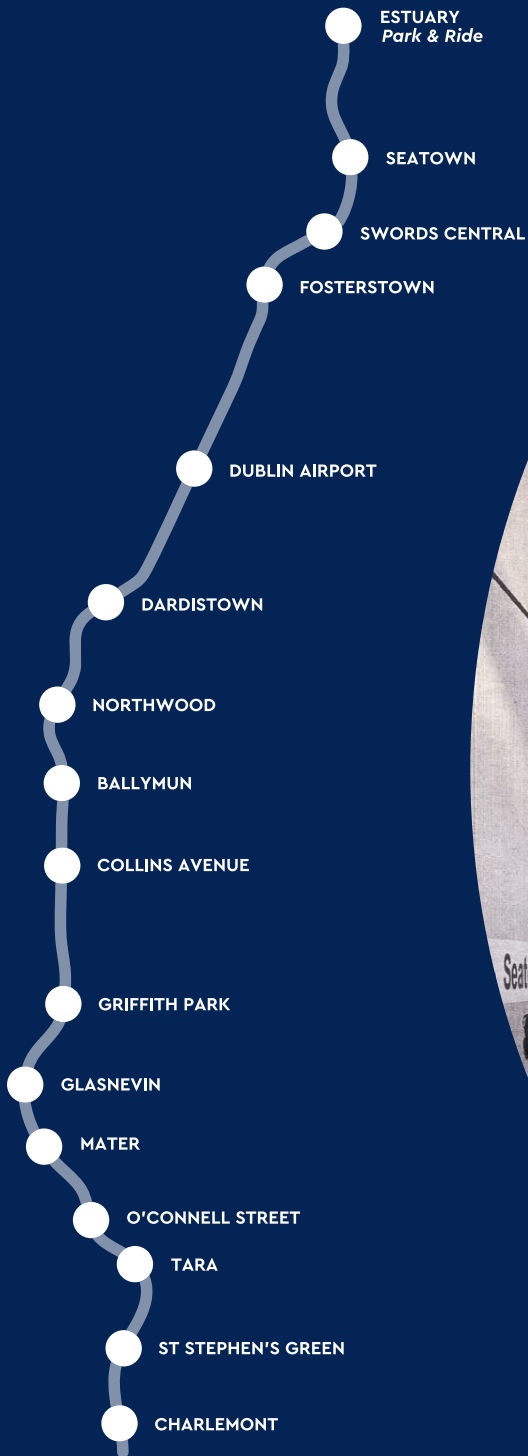 ESTUARY
Park & Ride
SEATOWN
SWORDS CENTRAL
FOSTERSTOWN
DUBLIN AIRPORT
DARDISTOWN
NORTHWOOD
BALLYMUN
COLLINS AVENUE
Seat
GRIFFITH PARK
GLASNEVIN
MATER
O'CONNELL STREET
TARA
ST STEPHEN'S GREEN
CHARLEMONT